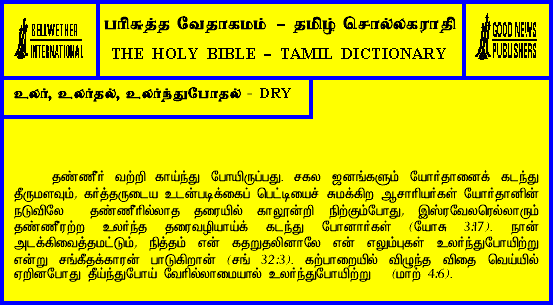 BELLWETHER
INTERNATIONAL
பரிசுத்த வேதாகமம் – தமிழ் சொல்லகராதி
THE HOLY BIBLE – TAMIL DICTIONARY
GOOD NEWS
PUBLISHERS
உலர், உலர்தல், உலர்ந்துபோதல் - DRY
தண்ணீர் வற்றி காய்ந்து போயிருப்பது. சகல ஜனங்களும் யோர்தானைக் கடந்து
தீருமளவும், கர்த்தருடைய உடன்படிக்கைப் பெட்டியைச் சுமக்கிற ஆசாரியர்கள் யோர்தானின்
நடுவிலே தண்ணீரில்லாத தரையில் காலூன்றி நிற்கும்போது, இஸ்ரவேலரெல்லாரும்
தண்ணீரற்ற உலர்ந்த தரைவழியாய்க் கடந்து போனார்கள் (யோசு 3:17). நான்
அடக்கிவைத்தமட்டும், நித்தம் என் கதறுதலினாலே என் எலும்புகள் உலர்ந்துபோயிற்று
என்று சங்கீதக்காரன் பாடுகிறான் (சங் 32:3). கற்பாறையில் விழுந்த விதை வெயில்
ஏறினபோது தீய்ந்துபோய் வேரில்லாமையால் உலர்ந்துபோயிற்று (மாற் 4:6).